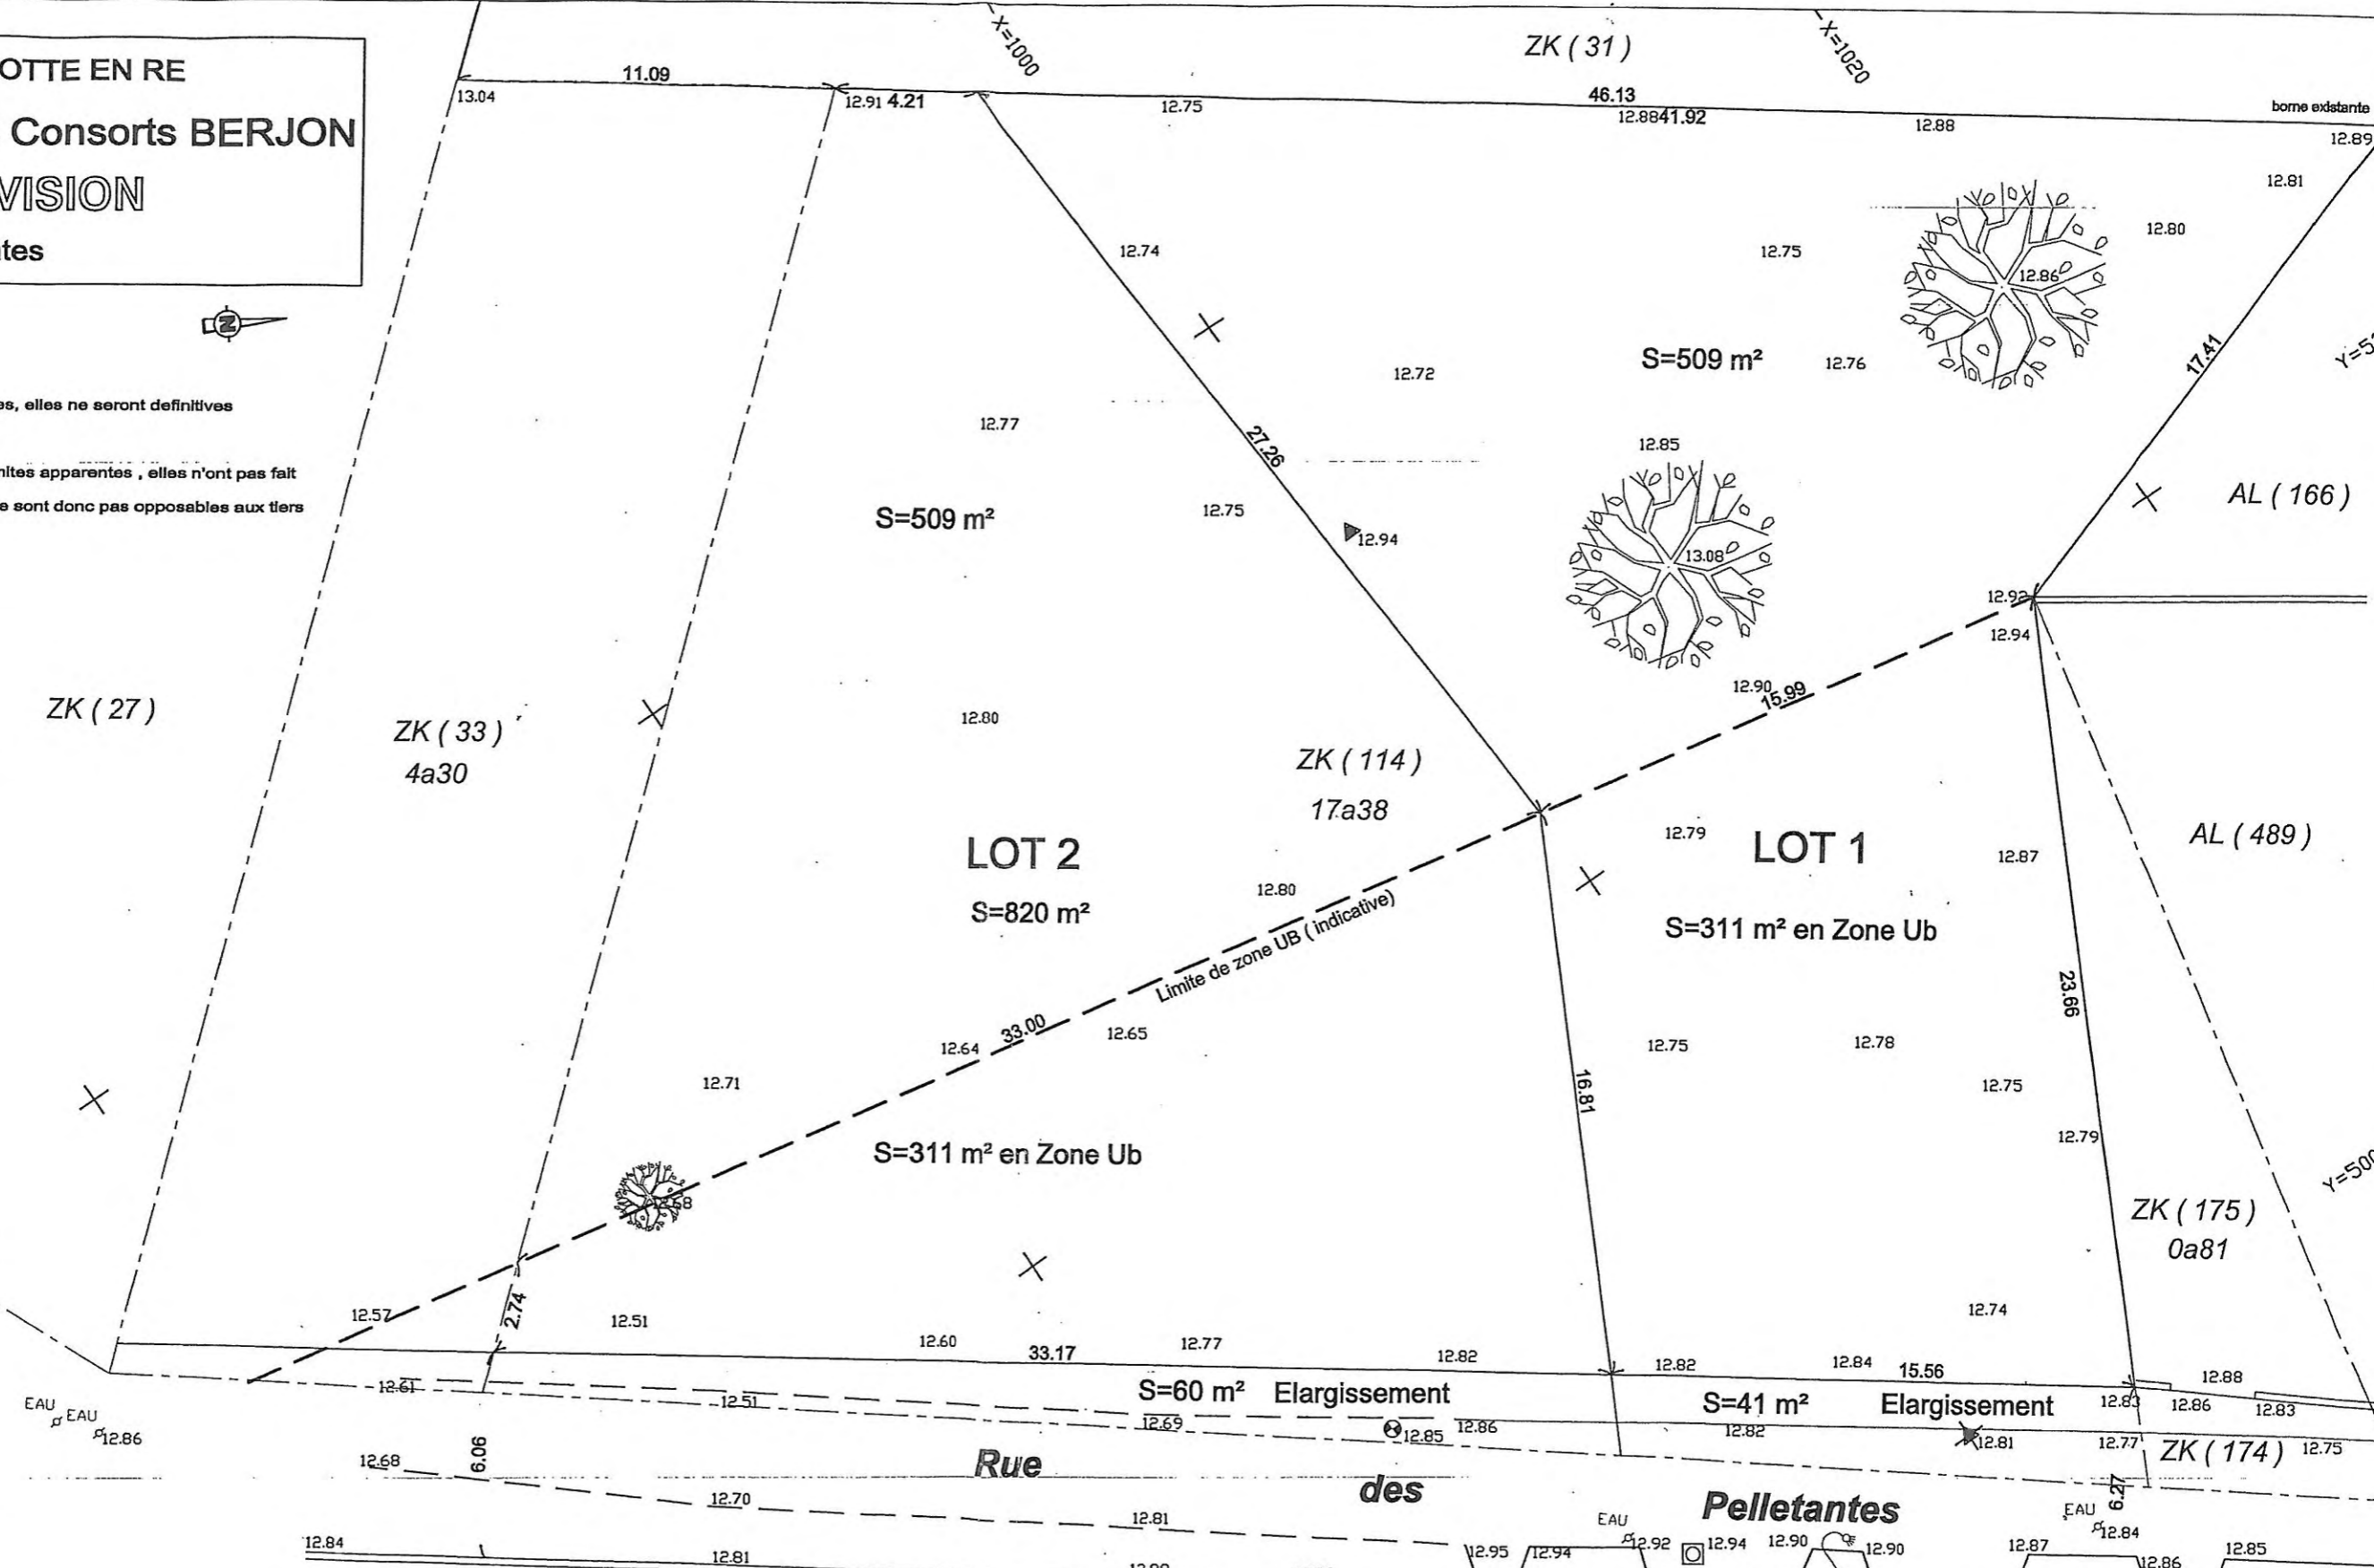 OTTE EN RE
Consorts BERJON
VISION
ntes
N
es, elles ne seront definitives
nites apparentes , elles n'ont pas fait
e sont donc pas opposables aux tiers
X=1000
X=1020
ZK ( 31 )
11.09
46.13
13.04
12.91 4.21
12.75
12.8841.92
12.88
borne existante
12.89
12.81
12.80
12.74
12.75
12.86
17.41
S=509 m²
12.76
12.72
12.77
27.26
12.85
S=509 m²
12.75
12.94
13.08
AL ( 166 )
12.92
12.94
12.90
15.99
ZK ( 27 )
ZK ( 33 )
4a30
12.80
ZK ( 114 )
17a38
LOT 2
S=820 m²
12.80
12.79
LOT 1
12.87
AL ( 489 )
S=311 m² en Zone Ub
Limite de zone UB ( indicative)
33.00
12.64
12.65
12.71
12.75
12.78
12.75
23.66
16.81
12.79
S=311 m² en Zone Ub
ZK ( 175 )
0a81
Y=500
2.74
12.57
12.51
12.60
33.17
12.77
12.82
12.82
12.84
15.56
12.74
12.88
12.61
12.51
S=60 m² Elargissement
S=41 m² Elargissement
12.83
12.86
12.83
12.69
12.85
12.86
12.82
12.81
12.77
ZK ( 174 )
12.75
EAU
EAU
12.86
12.68
6.06
Rue
des
Pelletantes
6.27
12.70
12.81
EAU
12.92
12.94
12.90
12.90
EAU
12.84
12.84
12.81
12.95
12.94
12.87
12.86
12.85